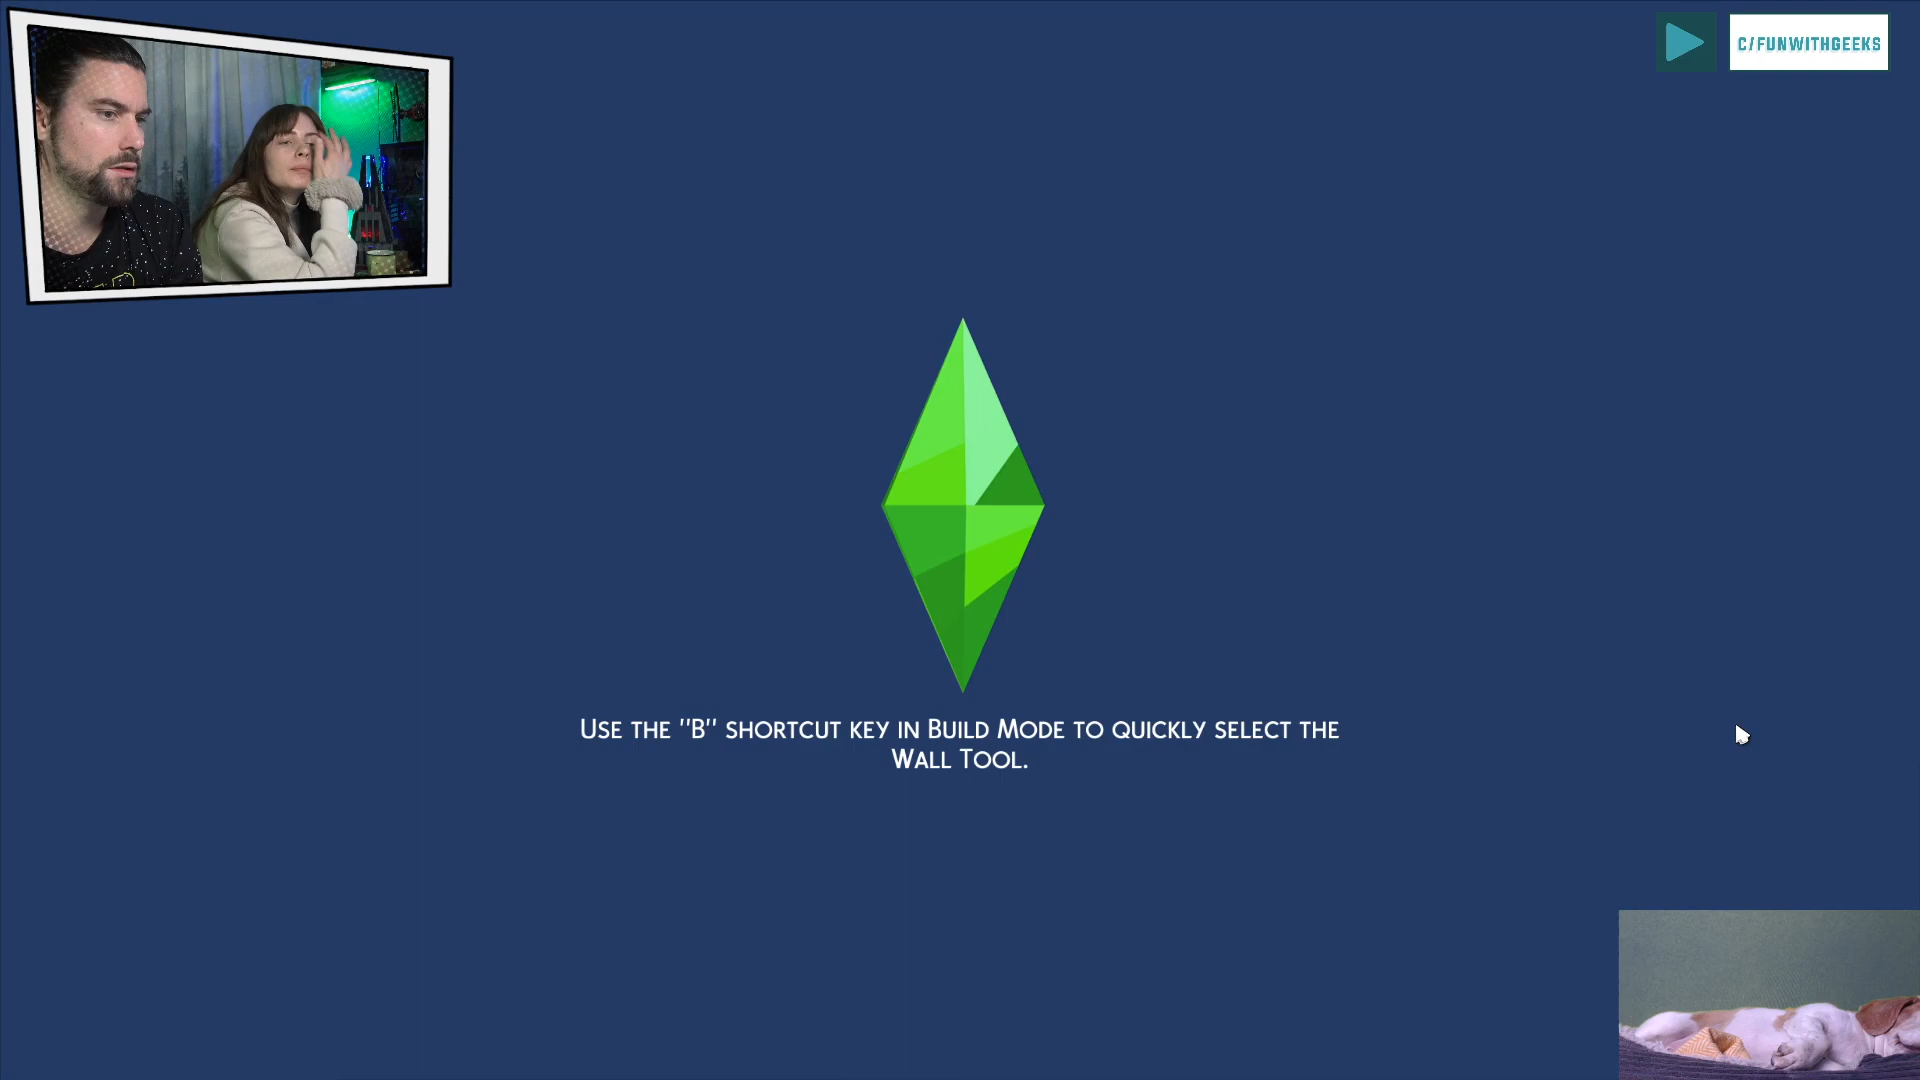 C/FUNWITHGEEKS
USE THE "B" SHORTCUT KEY IN BUILD MODE TO QUICKLY SELECT THE
WALL TOOL.